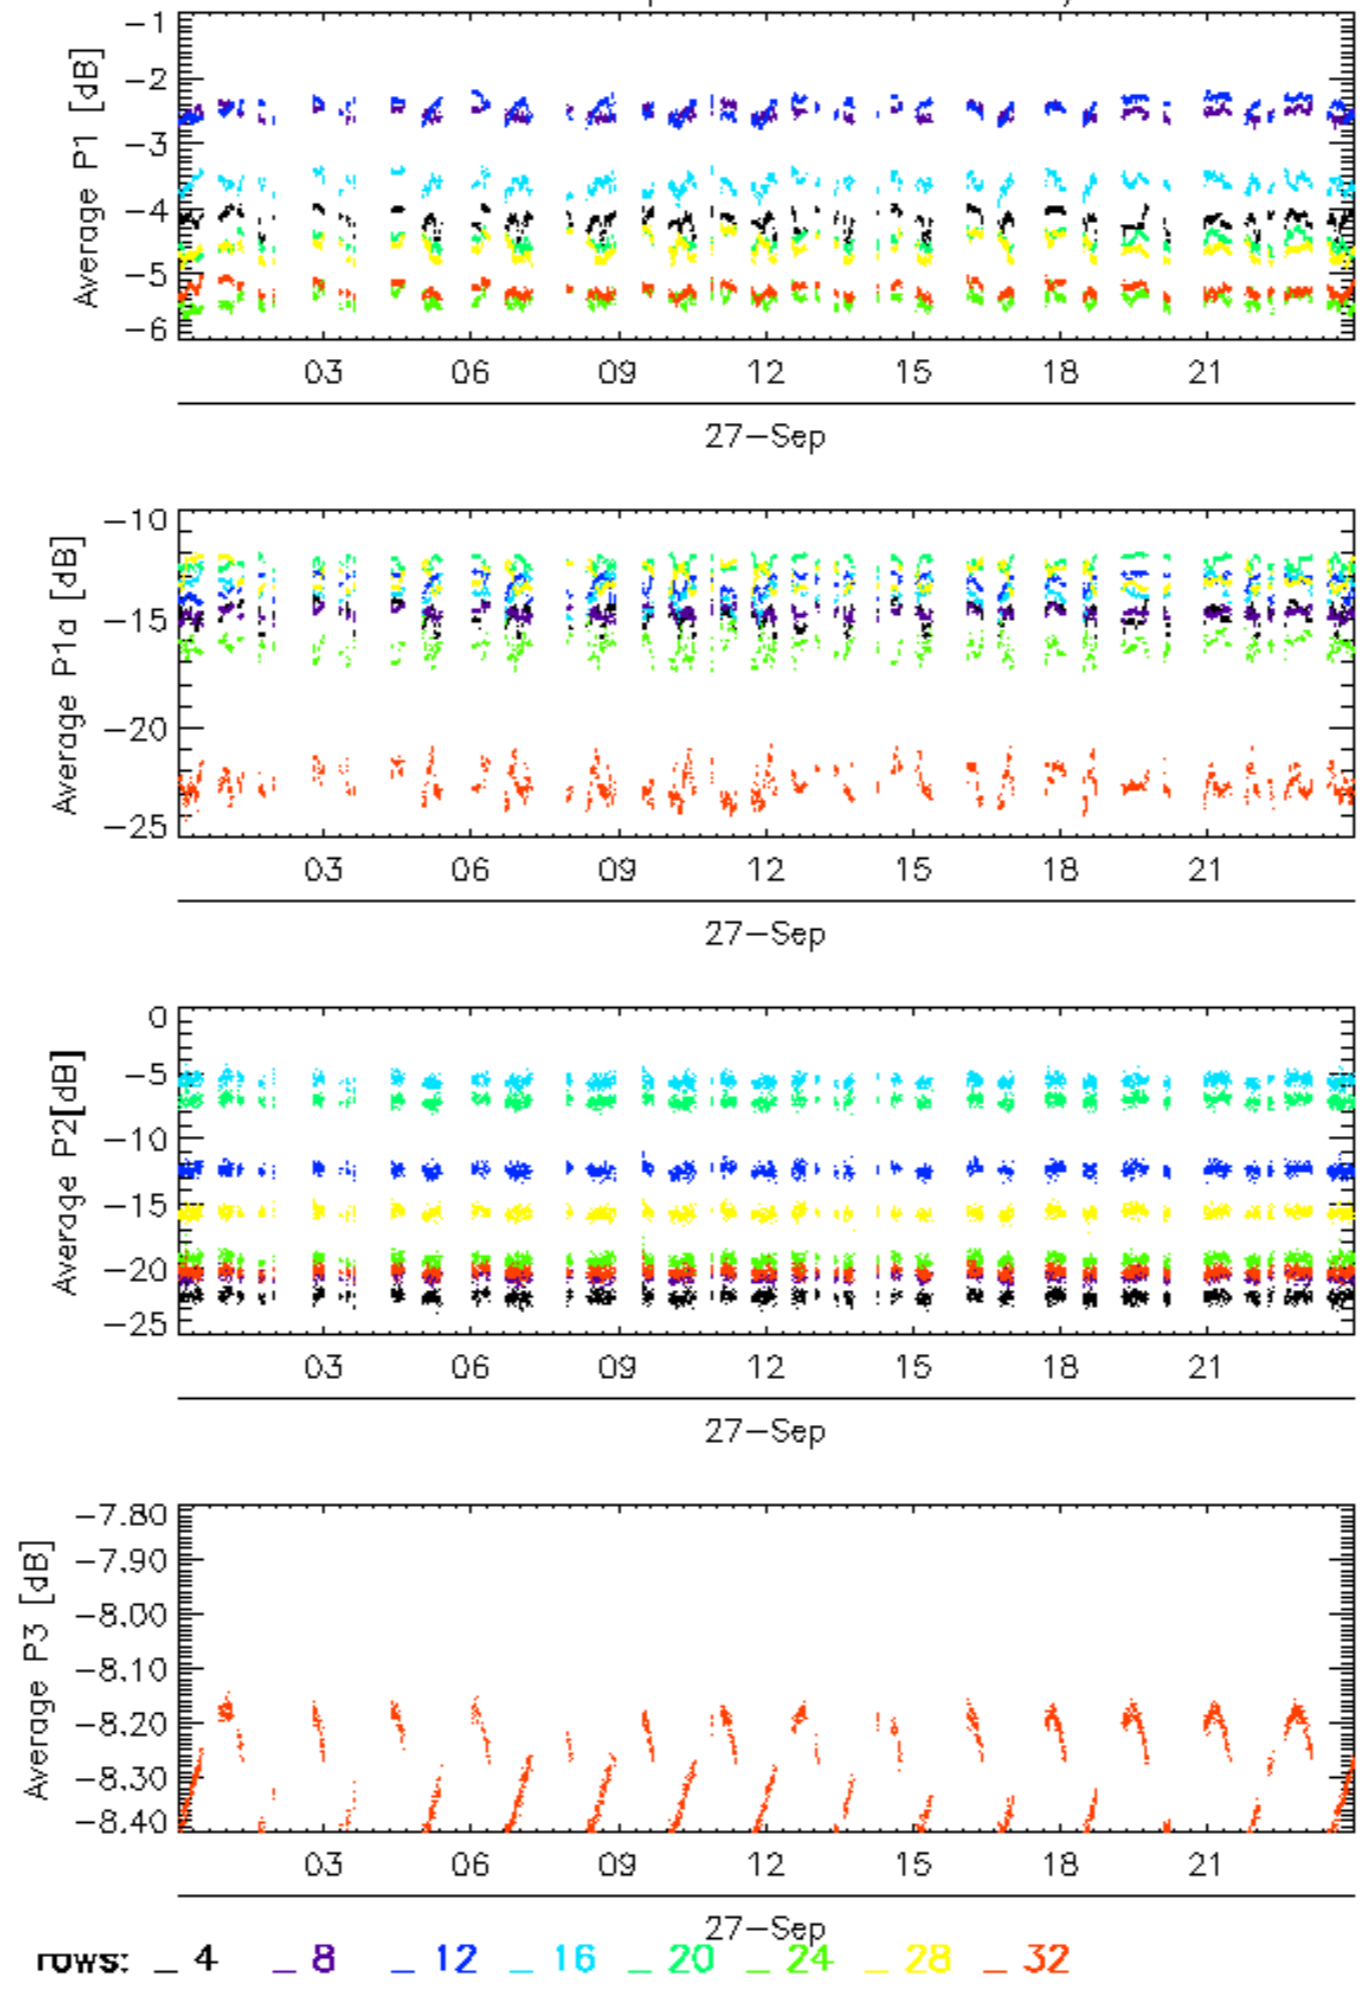 Average P1 [dB]
-1
-2
-3
-4
-5
-6
03 06 09 12 15 18 21
27-Sep
Average P1a [dB]
-10
-15
-20
-25
03 06 09 12 15 18 21
27-Sep
Average P2[dB]
0
-5
-10
-15
-20
-25
03 06 09 12 15 18 21
27-Sep
Average P3 [dB]
-7.80
-7.90
-8.00
-8.10
-8.20
-8.30
-8.40
03 06 09 12 15 18 21
27-Sep
rows: _ 4 _ 8 _ 12 _ 16 _ 20 _ 24 _ 28 _ 32